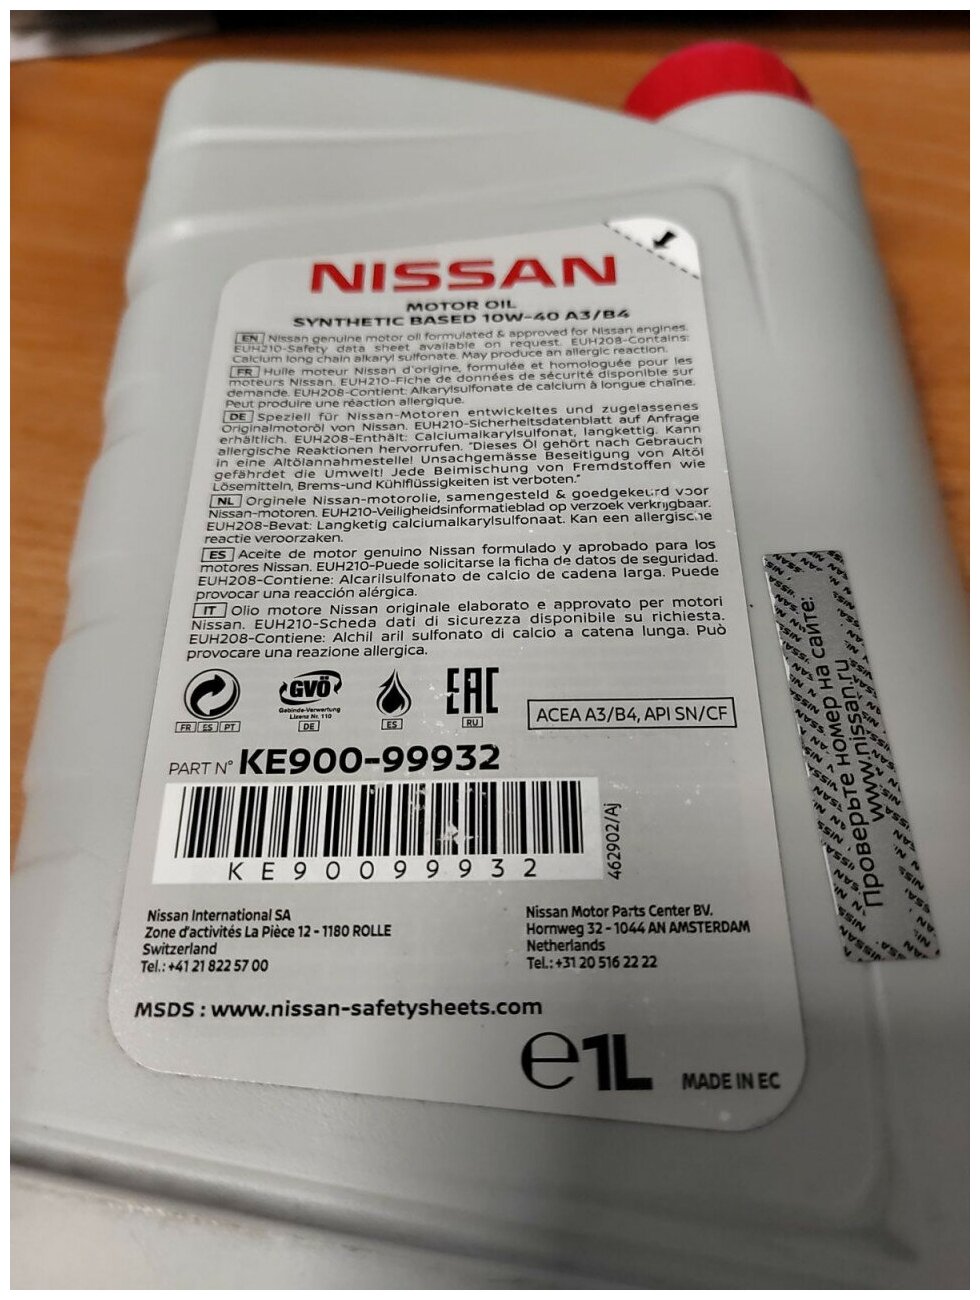 NISSAN
MOTOR OIL
SYNTHETIC BASED 10W-40 A3/B4
EN Nissan genuine motor oil formulated & approved for Nissan engines.
EUH210-Safety data sheet available on request. EUH208-Contains:
Calcium long chain alkaryl sulfonate. May produce an allergic reaction.
FR Huile moteur Nissan d'origine, formulée et homologuée pour les
moteurs Nissan. EUH210-Fiche de données de sécurité disponible sur
demande. EUH208-Contient: Alkarylsulfonate de calcium à longue chaîne.
Peut produire une réaction allergique.
DE Speziell für Nissan-Motoren entwickeltes und zugelassenes
Originalmotoröl von Nissan. EUH210-Sicherheitsdatenblatt auf Anfrage
erhältlich. EUH208-Enthält: Calciumalkarylsulfonat, langkettig. Kann
allergische Reaktionen hervorrufen. "Dieses Öl gehört nach Gebrauch
in eine Altölannahmestelle! Unsachgemässe Beseitigung von Altöl
gefährdet die Umwelt! Jede Beimischung von Fremdstoffen wie
Lösemitteln, Brems-und Kühlflüssigkeiten ist verboten."
NL Orginele Nissan-motorolie, samengesteld & goedgekeurd voor
Nissan-motoren. EUH210-Veiligheidsinformatieblad op verzoek verkrijgbaar.
EUH208-Bevat: Langketig calciumalkarylsulfonaat. Kan een allergische
reactie veroorzaken.
ES Aceite de motor genuino Nissan formulado y aprobado para los
motores Nissan. EUH210-Puede solicitarse la ficha de datos de seguridad.
EUH208-Contiene: Alcarilsulfonato de calcio de cadena larga. Puede
provocar una reacción alérgica.
IT Olio motore Nissan originale elaborato e approvato per motori
Nissan. EUH210-Scheda dati di sicurezza disponibile su richiesta.
EUH208-Contiene: Alchil aril sulfonato di calcio a catena lunga. Può
provocare una reazione allergica.
FR ES PT
GVÖ
Gebinde-Verwertung
Lizenz Nr. 110
DE
ES
EAC
RU
ACEA A3/B4, API SN/CF
PART N° KE900-99932
KE90099932
462902/Aj
Nissan International SA
Zone d'activités La Pièce 12 - 1180 ROLLE
Switzerland
Tel.: +41 21 822 57 00
Nissan Motor Parts Center BV.
Hornweg 32 - 1044 AN AMSTERDAM
Netherlands
Tel.: +31 20 516 22 22
MSDS : www.nissan-safetysheets.com
e 1L
MADE IN EC
Проверьте номер на сайте:
www.nissan.ru